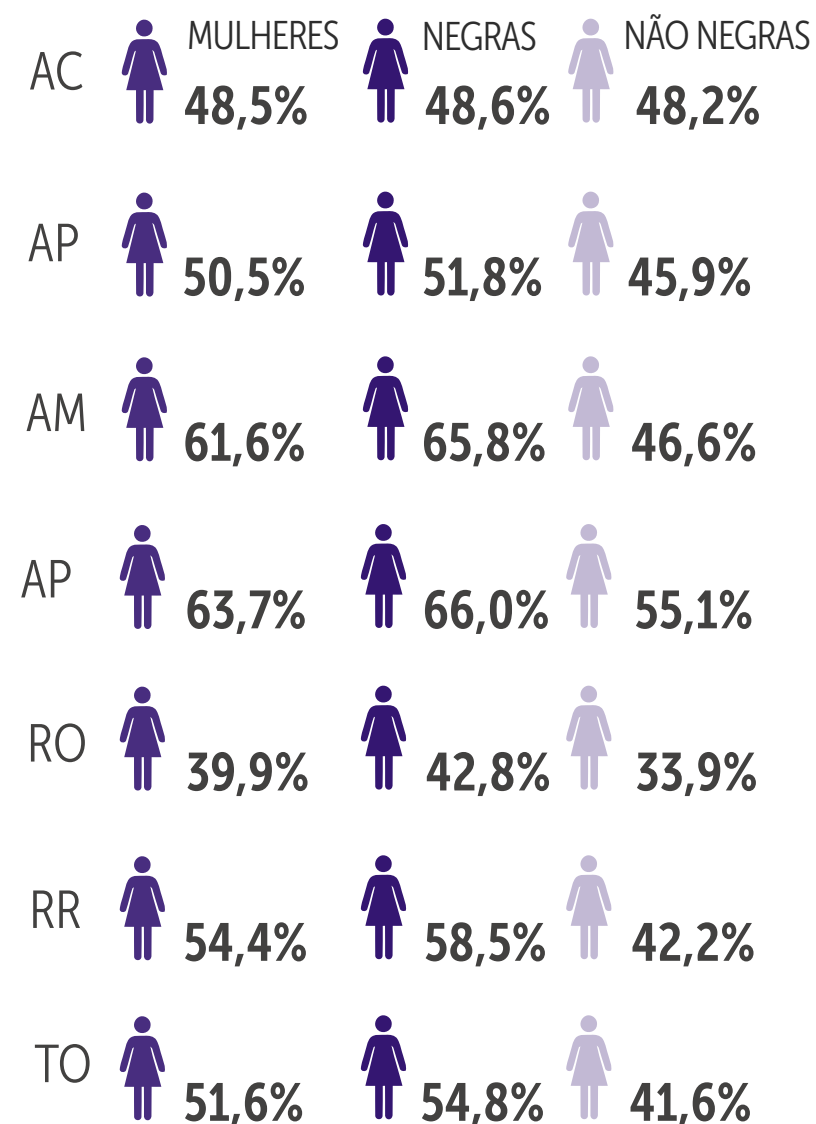 MULHERES NEGRAS NÃO NEGRAS
AC 48,5% 48,6% 48,2%
AP 50,5% 51,8% 45,9%
AM 61,6% 65,8% 46,6%
AP 63,7% 66,0% 55,1%
RO 39,9% 42,8% 33,9%
RR 54,4% 58,5% 42,2%
TO 51,6% 54,8% 41,6%